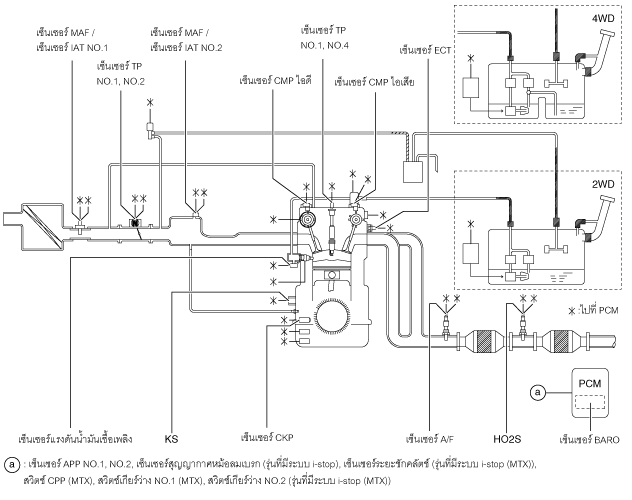 เซ็นเซอร์ MAF /
เซ็นเซอร์ IAT NO.1
เซ็นเซอร์ TP
NO.1, NO.2
เซ็นเซอร์ MAF /
เซ็นเซอร์ IAT NO.2
เซ็นเซอร์ CMP ไอดี
เซ็นเซอร์ TP
NO.1, NO.4
เซ็นเซอร์ CMP ไอเสีย
เซ็นเซอร์ ECT
4WD
2WD
* :ไปที่ PCM
a
PCM
เซ็นเซอร์แรงดันน้ำมันเชื้อเพลิง
KS
เซ็นเซอร์ CKP
เซ็นเซอร์ A/F
HO2S
เซ็นเซอร์ BARO
a : เซ็นเซอร์ APP NO.1, NO.2, เซ็นเซอร์สุญญากาศหม้อลมเบรก (รุ่นที่มีระบบ i-stop), เซ็นเซอร์ระยะชักคลัตช์ (รุ่นที่มีระบบ i-stop (MTX)),
สวิตช์ CPP (MTX), สวิตช์เกียร์ว่าง NO.1 (MTX), สวิตช์เกียร์ว่าง NO.2 (รุ่นที่มีระบบ i-stop (MTX))